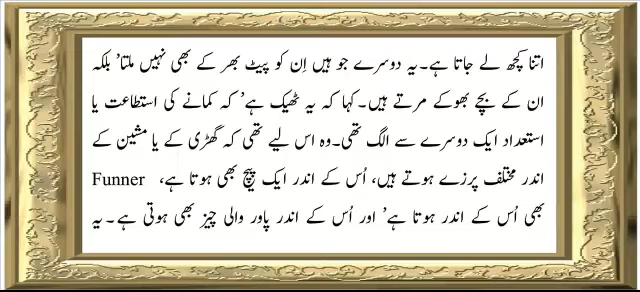 اتنا کچھ لے جاتا ہے۔یہ دوسرے جو ہیں اِن کو پیٹ بھر کے بھی نہیں ملتا’ بلکہ
ان کے بچے بھوکے مرتے ہیں۔کہا کہ یہ ٹھیک ہے’ کہ کمانے کی استطاعت یا
استعداد ایک دوسرے سے الگ تھی۔وہ اس لیے تھی کہ گھڑی کے یا مشین کے
اندر مختلف پرزے ہوتے ہیں، اُس کے اندر ایک پیچ بھی ہوتا ہے، Funner
بھی اُس کے اندر ہوتا ہے’ اور اُس کے اندر پاور والی چیز بھی ہوتی ہے۔یہ